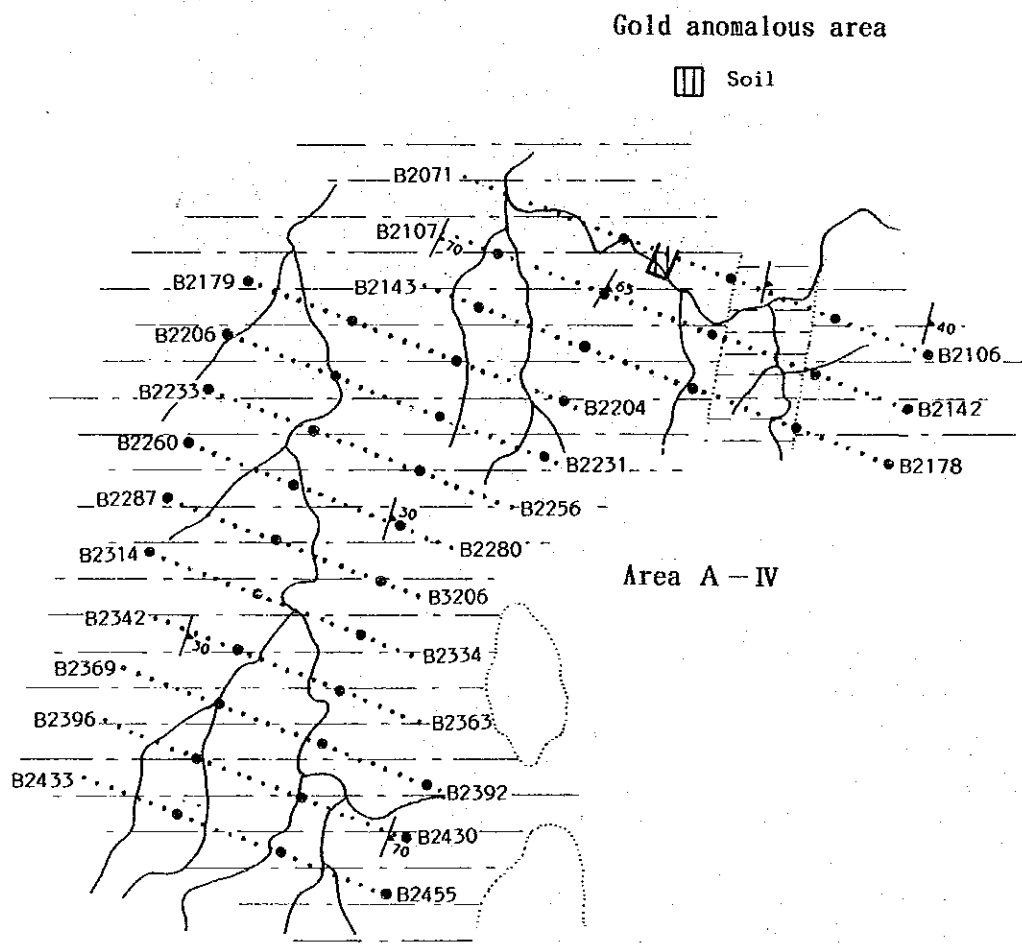 Gold anomalous area
Soil
B2071
B2107
70
B2179
B2143
65
B2206
40
B2106
B2233
B2204
B2142
B2260
B2231
B2178
B2287
B2256
30
B2280
B2314
Area A-IV
B3206
B2342
30
B2334
B2369
B2363
B2396
B2433
B2392
B2430
70
B2455